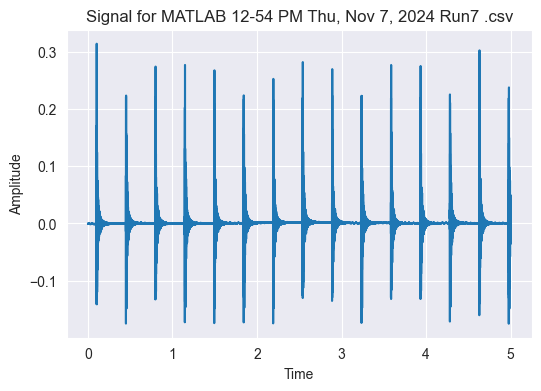 Signal for MATLAB 12-54 PM Thu, Nov 7, 2024 Run7 .csv
0.3
0.2
0.1
0.0
−0.1
Amplitude
0 1 2 3 4 5
Time